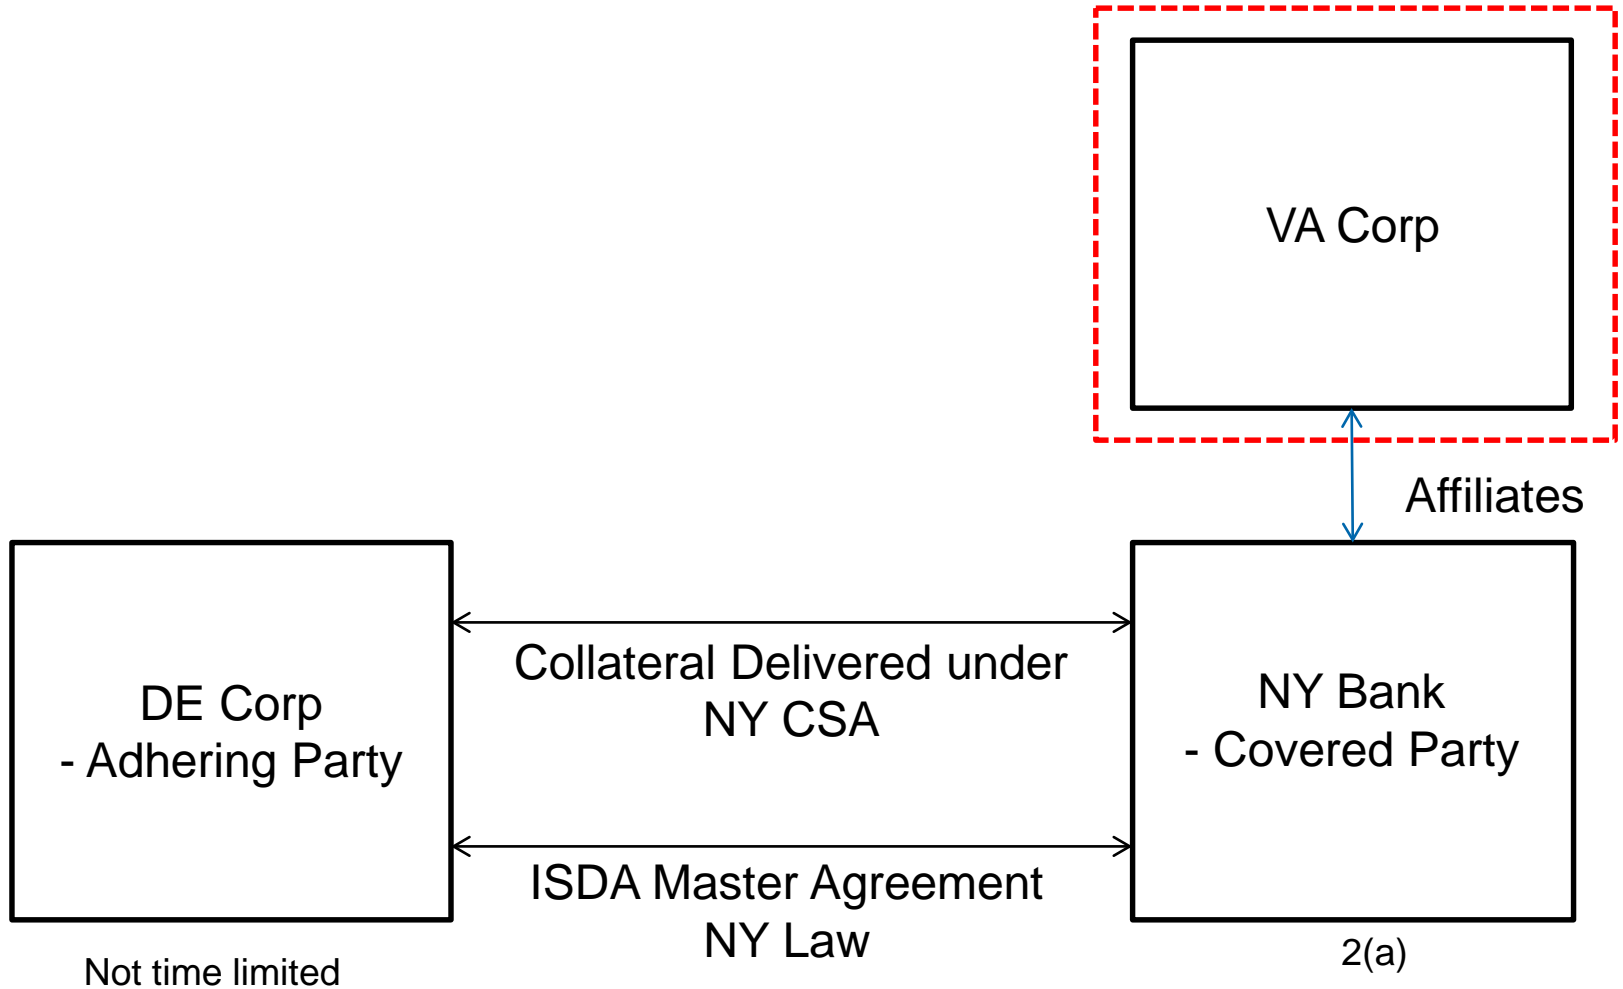 VA Corp
Affiliates
DE Corp
- Adhering Party
Collateral Delivered under
NY CSA
NY Bank
- Covered Party
ISDA Master Agreement
NY Law
Not time limited
2(a)